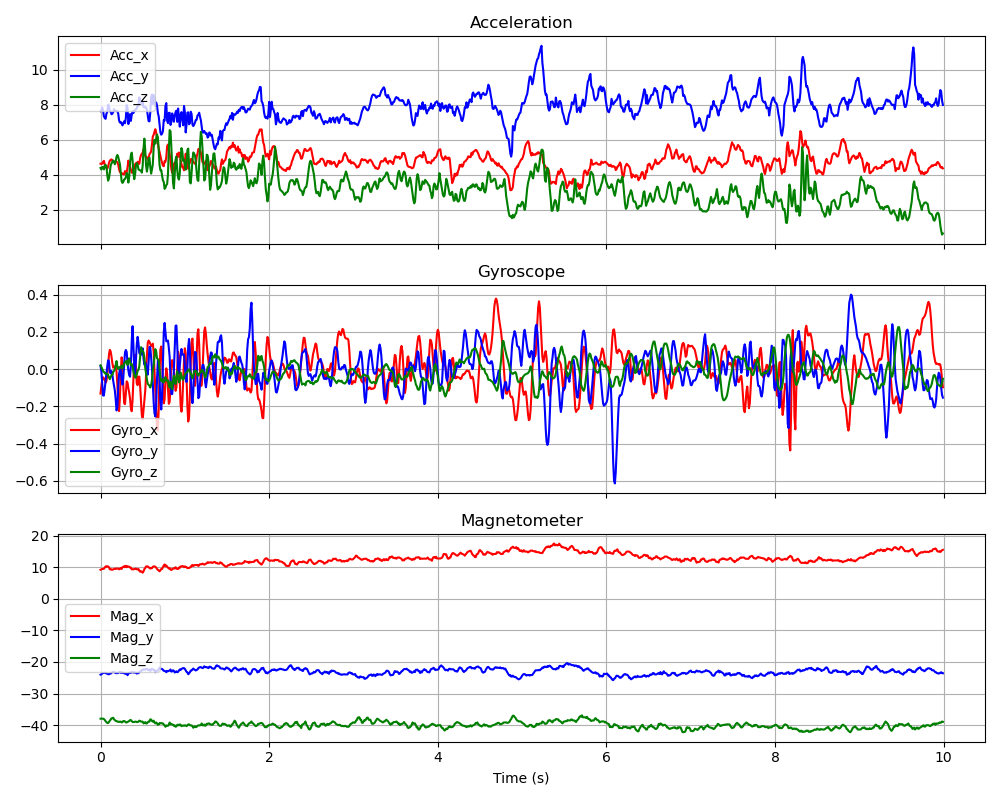 Acceleration
Acc_x
Acc_y
Acc_z
10
8
6
4
2
Gyroscope
0.4
0.2
0.0
−0.2
−0.4
−0.6
Gyro_x
Gyro_y
Gyro_z
Magnetometer
20
10
0
−10
−20
−30
−40
Mag_x
Mag_y
Mag_z
0 2 4 6 8 10
Time (s)